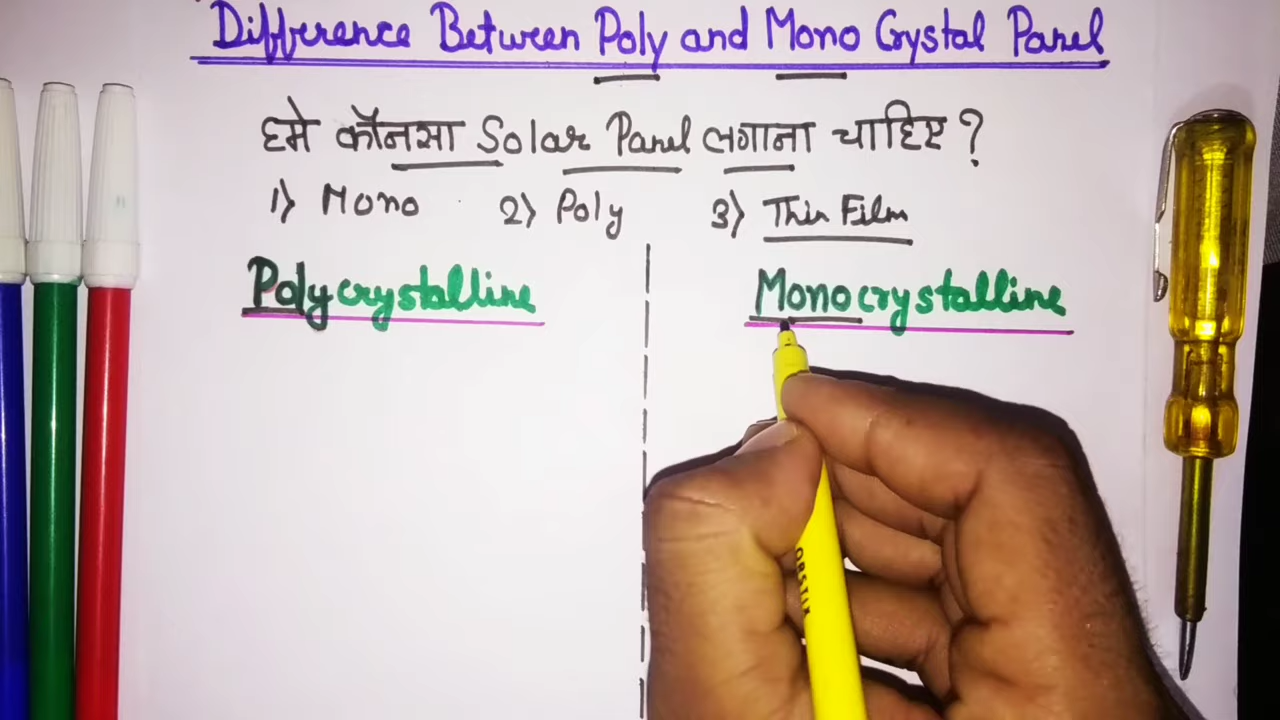 Difference Between Poly and Mono Crystal Panel
हमे कौनसा Solar Panel लगाना चाहिए ?
1) Mono 2) Poly 3) Thin Film
Polycrystalline Monocrystalline